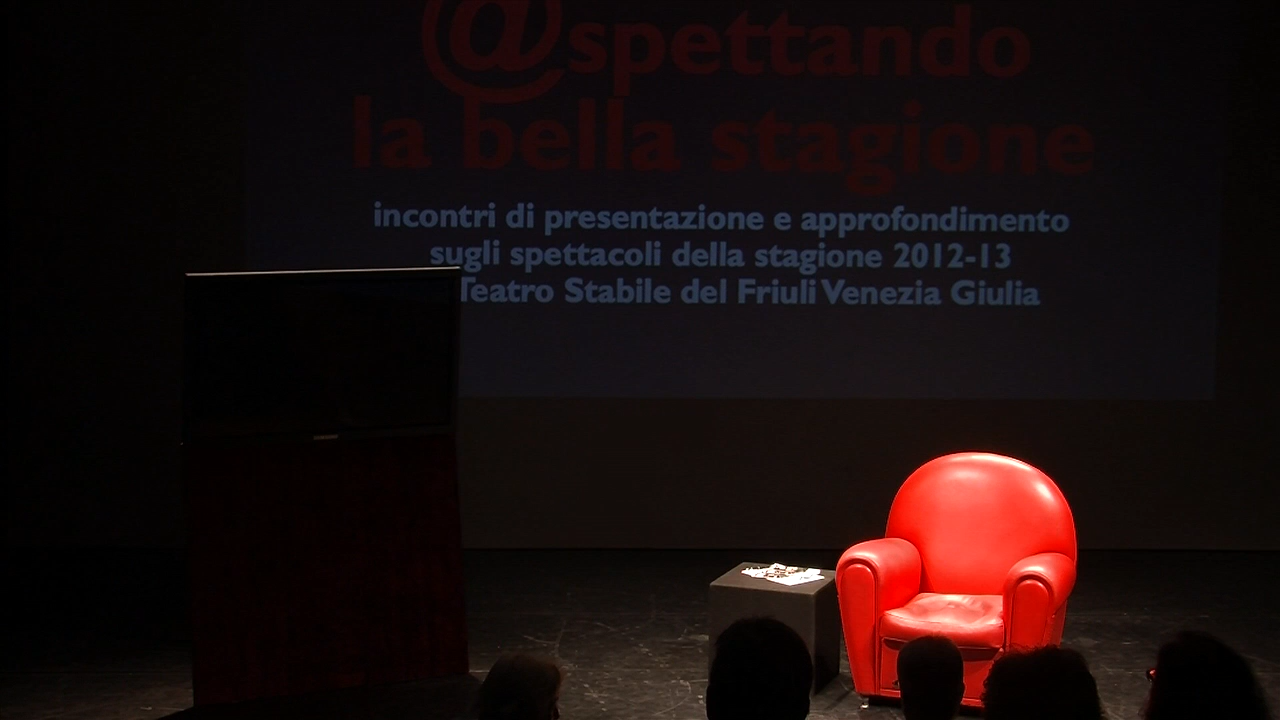 @spettando
la bella stagione
incontri di presentazione e approfondimento
sugli spettacoli della stagione 2012-13
Teatro Stabile del Friuli Venezia Giulia